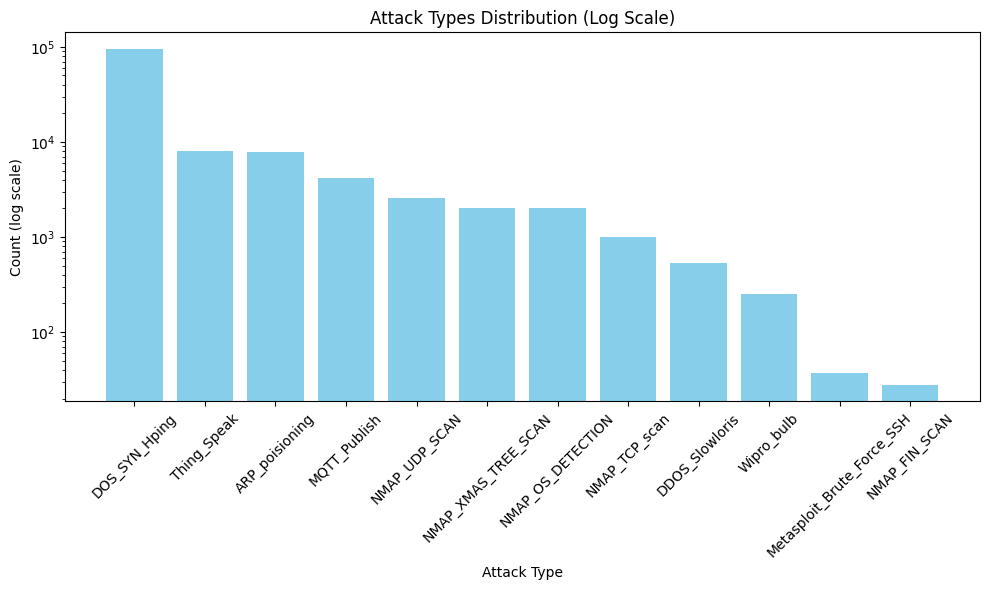 Attack Types Distribution (Log Scale)
Count (log scale)
10^5
10^4
10^3
10^2
DOS_SYN_Hping
Thing_Speak
ARP_poisioning
MQTT_Publish
NMAP_UDP_SCAN
NMAP_XMAS_TREE_SCAN
NMAP_OS_DETECTION
NMAP_TCP_scan
DDOS_Slowloris
Wipro_bulb
Metasploit_Brute_Force_SSH
NMAP_FIN_SCAN
Attack Type